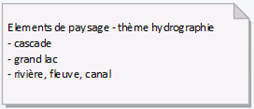 Elements de paysage - thème hydrographie
- cascade
- grand lac
- rivière, fleuve, canal